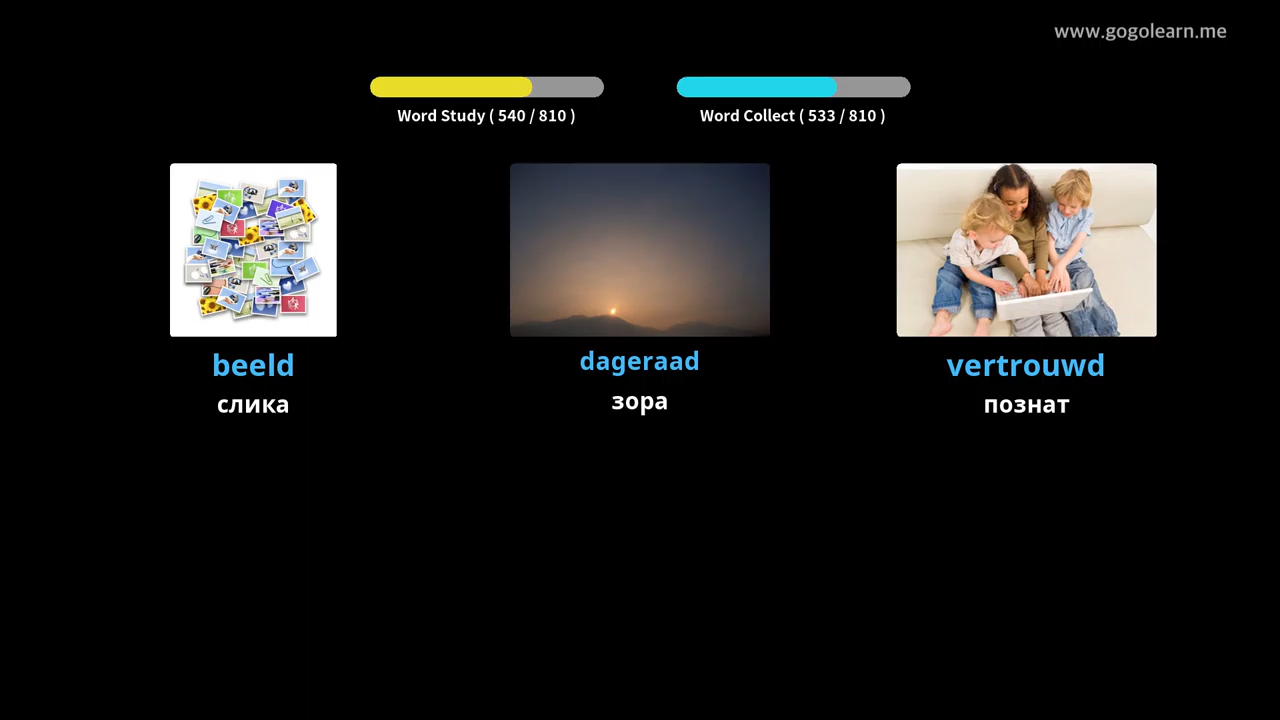 www.gogolearn.me
Word Study ( 540 / 810 )
Word Collect ( 533 / 810 )
beeld
слика
dageraad
зора
vertrouwd
познат